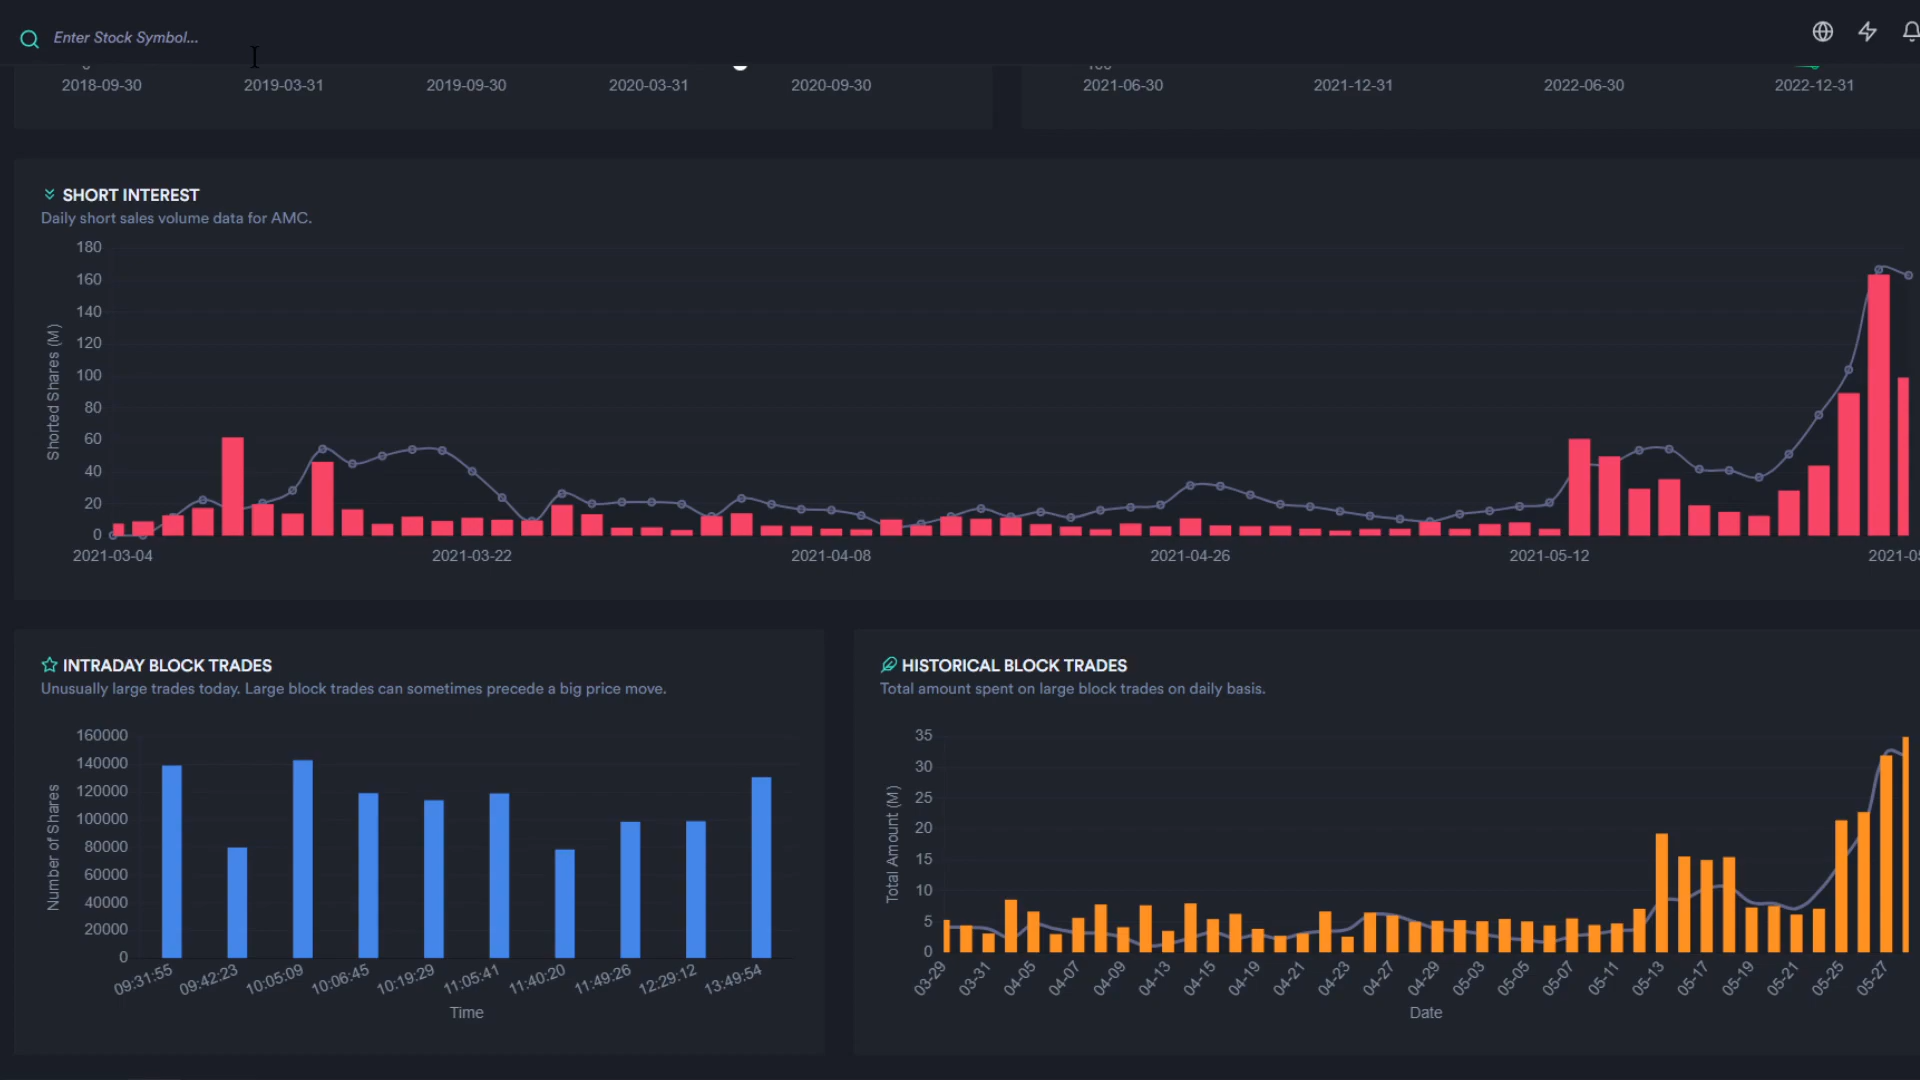 Enter Stock Symbol...
2018-09-30 2019-03-31 2019-09-30 2020-03-31 2020-09-30
2021-06-30 2021-12-31 2022-06-30 2022-12-31
SHORT INTEREST
Daily short sales volume data for AMC.
180
160
140
120
100
80
60
40
20
0
Shorted Shares (M)
2021-03-04 2021-03-22 2021-04-08 2021-04-26 2021-05-12
INTRADAY BLOCK TRADES
Unusually large trades today. Large block trades can sometimes precede a big price move.
160000
140000
120000
100000
80000
60000
40000
20000
0
Number of Shares
09:31:55 09:42:23 10:05:09 10:06:45 10:19:29 11:05:41 11:40:20 11:49:26 12:29:12 13:49:54
Time
HISTORICAL BLOCK TRADES
Total amount spent on large block trades on daily basis.
35
30
25
20
15
10
5
0
Total Amount (M)
03-29 03-31 04-05 04-07 04-09 04-13 04-15 04-19 04-21 04-23 04-27 04-29 05-03 05-05 05-07 05-11 05-13 05-17 05-19 05-21 05-25 05-27
Date